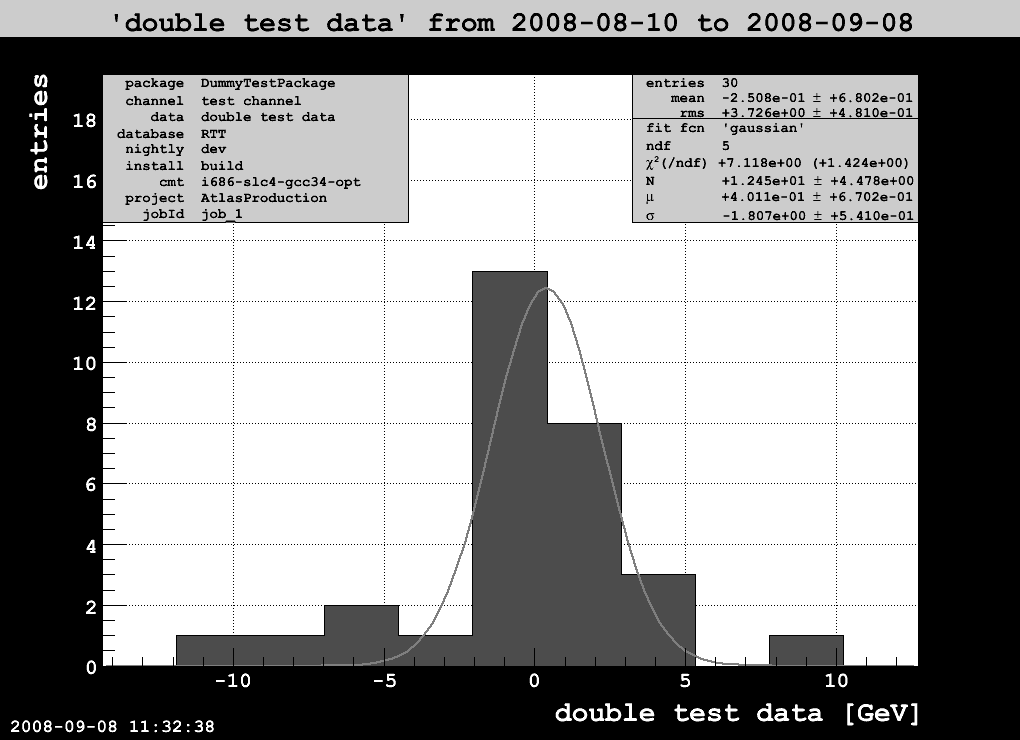 'double test data' from 2008-08-10 to 2008-09-08
entries
package DummyTestPackage
channel test channel
data double test data
database RTT
nightly dev
install build
cmt i686-slc4-gcc34-opt
project AtlasProduction
jobId job_1
entries 30
mean -2.508e-01 ± +6.802e-01
rms +3.726e+00 ± +4.810e-01
fit fcn 'gaussian'
ndf 5
χ²(/ndf) +7.118e+00 (+1.424e+00)
N +1.245e+01 ± +4.478e+00
μ +4.011e-01 ± +6.702e-01
σ -1.807e+00 ± +5.410e-01
18
16
14
12
10
8
6
4
2
0
-10 -5 0 5 10
double test data [GeV]
2008-09-08 11:32:38